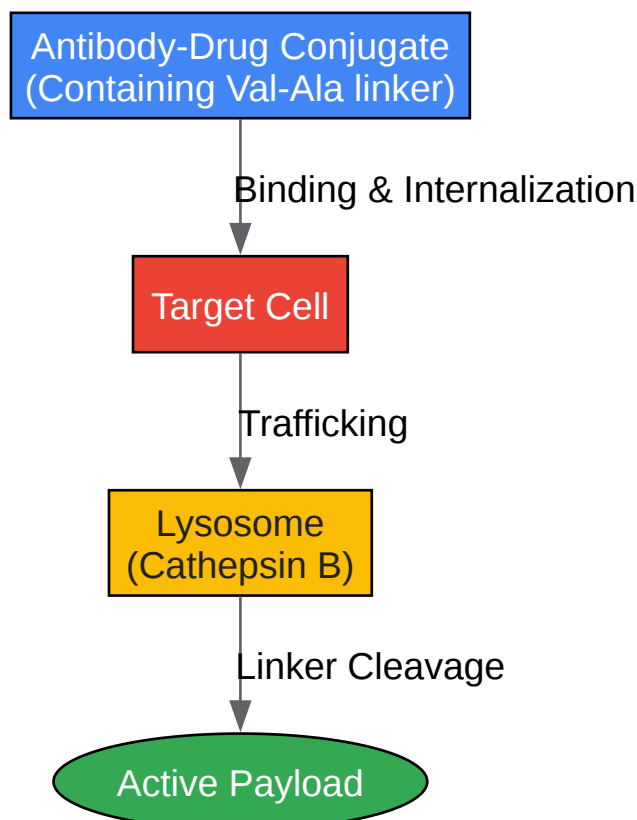 Antibody-Drug Conjugate
(Containing Val-Ala linker)
Binding & Internalization
Target Cell
Trafficking
Lysosome
(Cathepsin B)
Linker Cleavage
Active Payload